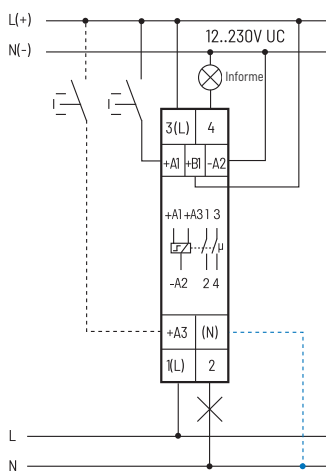 L(+)
12..230V UC
N(-)
Informe
3(L) 4
+A1 +B1 -A2
+A1 +A3 1 3
μ
-A2 2 4
+A3 (N)
1(L) 2
L
N